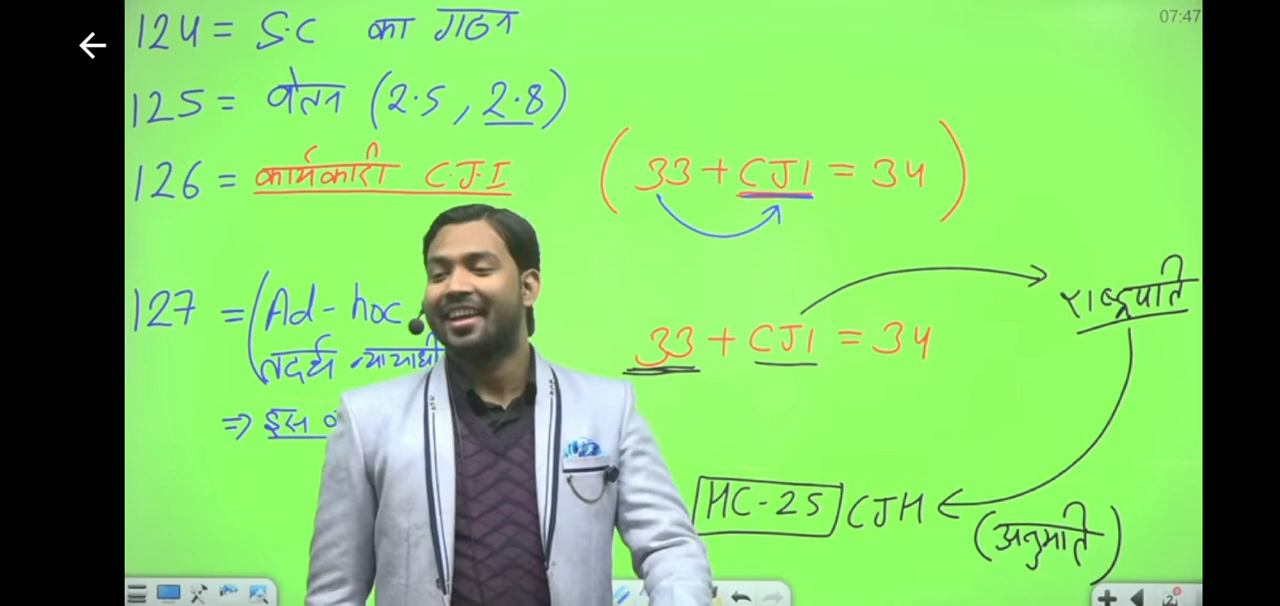 07:47
124 = S.C का गठन
125 = वेतन (2.5, 2.8)
126 = कार्यकारी C.J.I
(33 + CJI = 34)
127 = (Ad-hoc
तदर्थ न्यायाधी
⇒ इस
33 + CJI = 34
राष्ट्रपति
HC-25 CJH
(अनुमति)